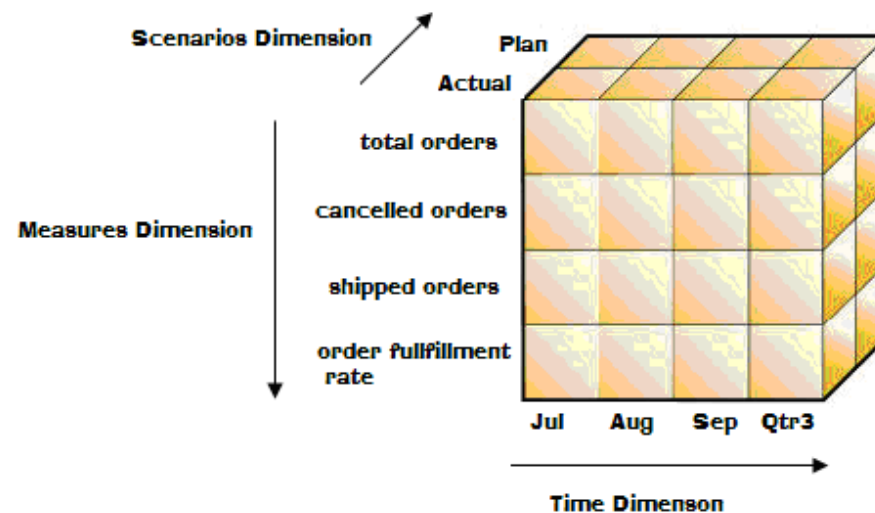 Scenarios Dimension
Plan
Actual
total orders
cancelled orders
Measures Dimension
shipped orders
order fullfillment
rate
Jul Aug Sep Qtr3
Time Dimenson